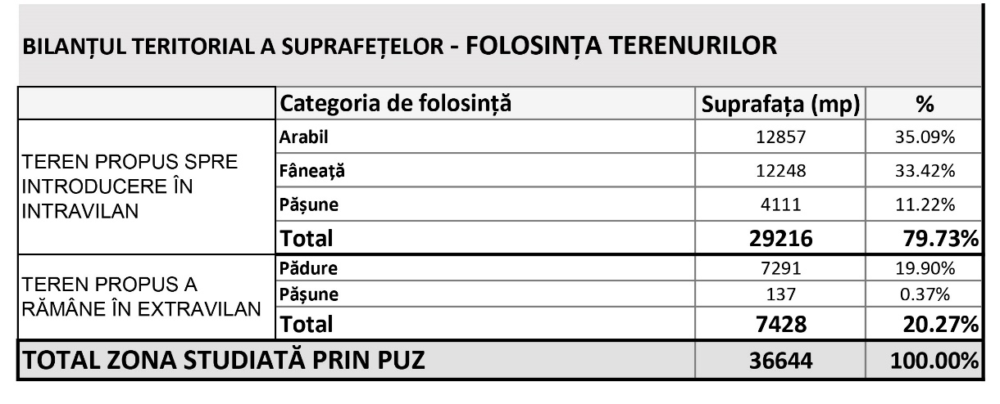 BILANȚUL TERITORIAL A SUPRAFEȚELOR - FOLOSINȚA TERENURILOR
Categoria de folosință Suprafața (mp) %
TEREN PROPUS SPRE
INTRODUCERE ÎN
INTRAVILAN
Arabil 12857 35.09%
Fâneață 12248 33.42%
Pășune 4111 11.22%
Total 29216 79.73%
TEREN PROPUS A
RĂMÂNE ÎN EXTRAVILAN
Pădure 7291 19.90%
Pășune 137 0.37%
Total 7428 20.27%
TOTAL ZONA STUDIATĂ PRIN PUZ 36644 100.00%